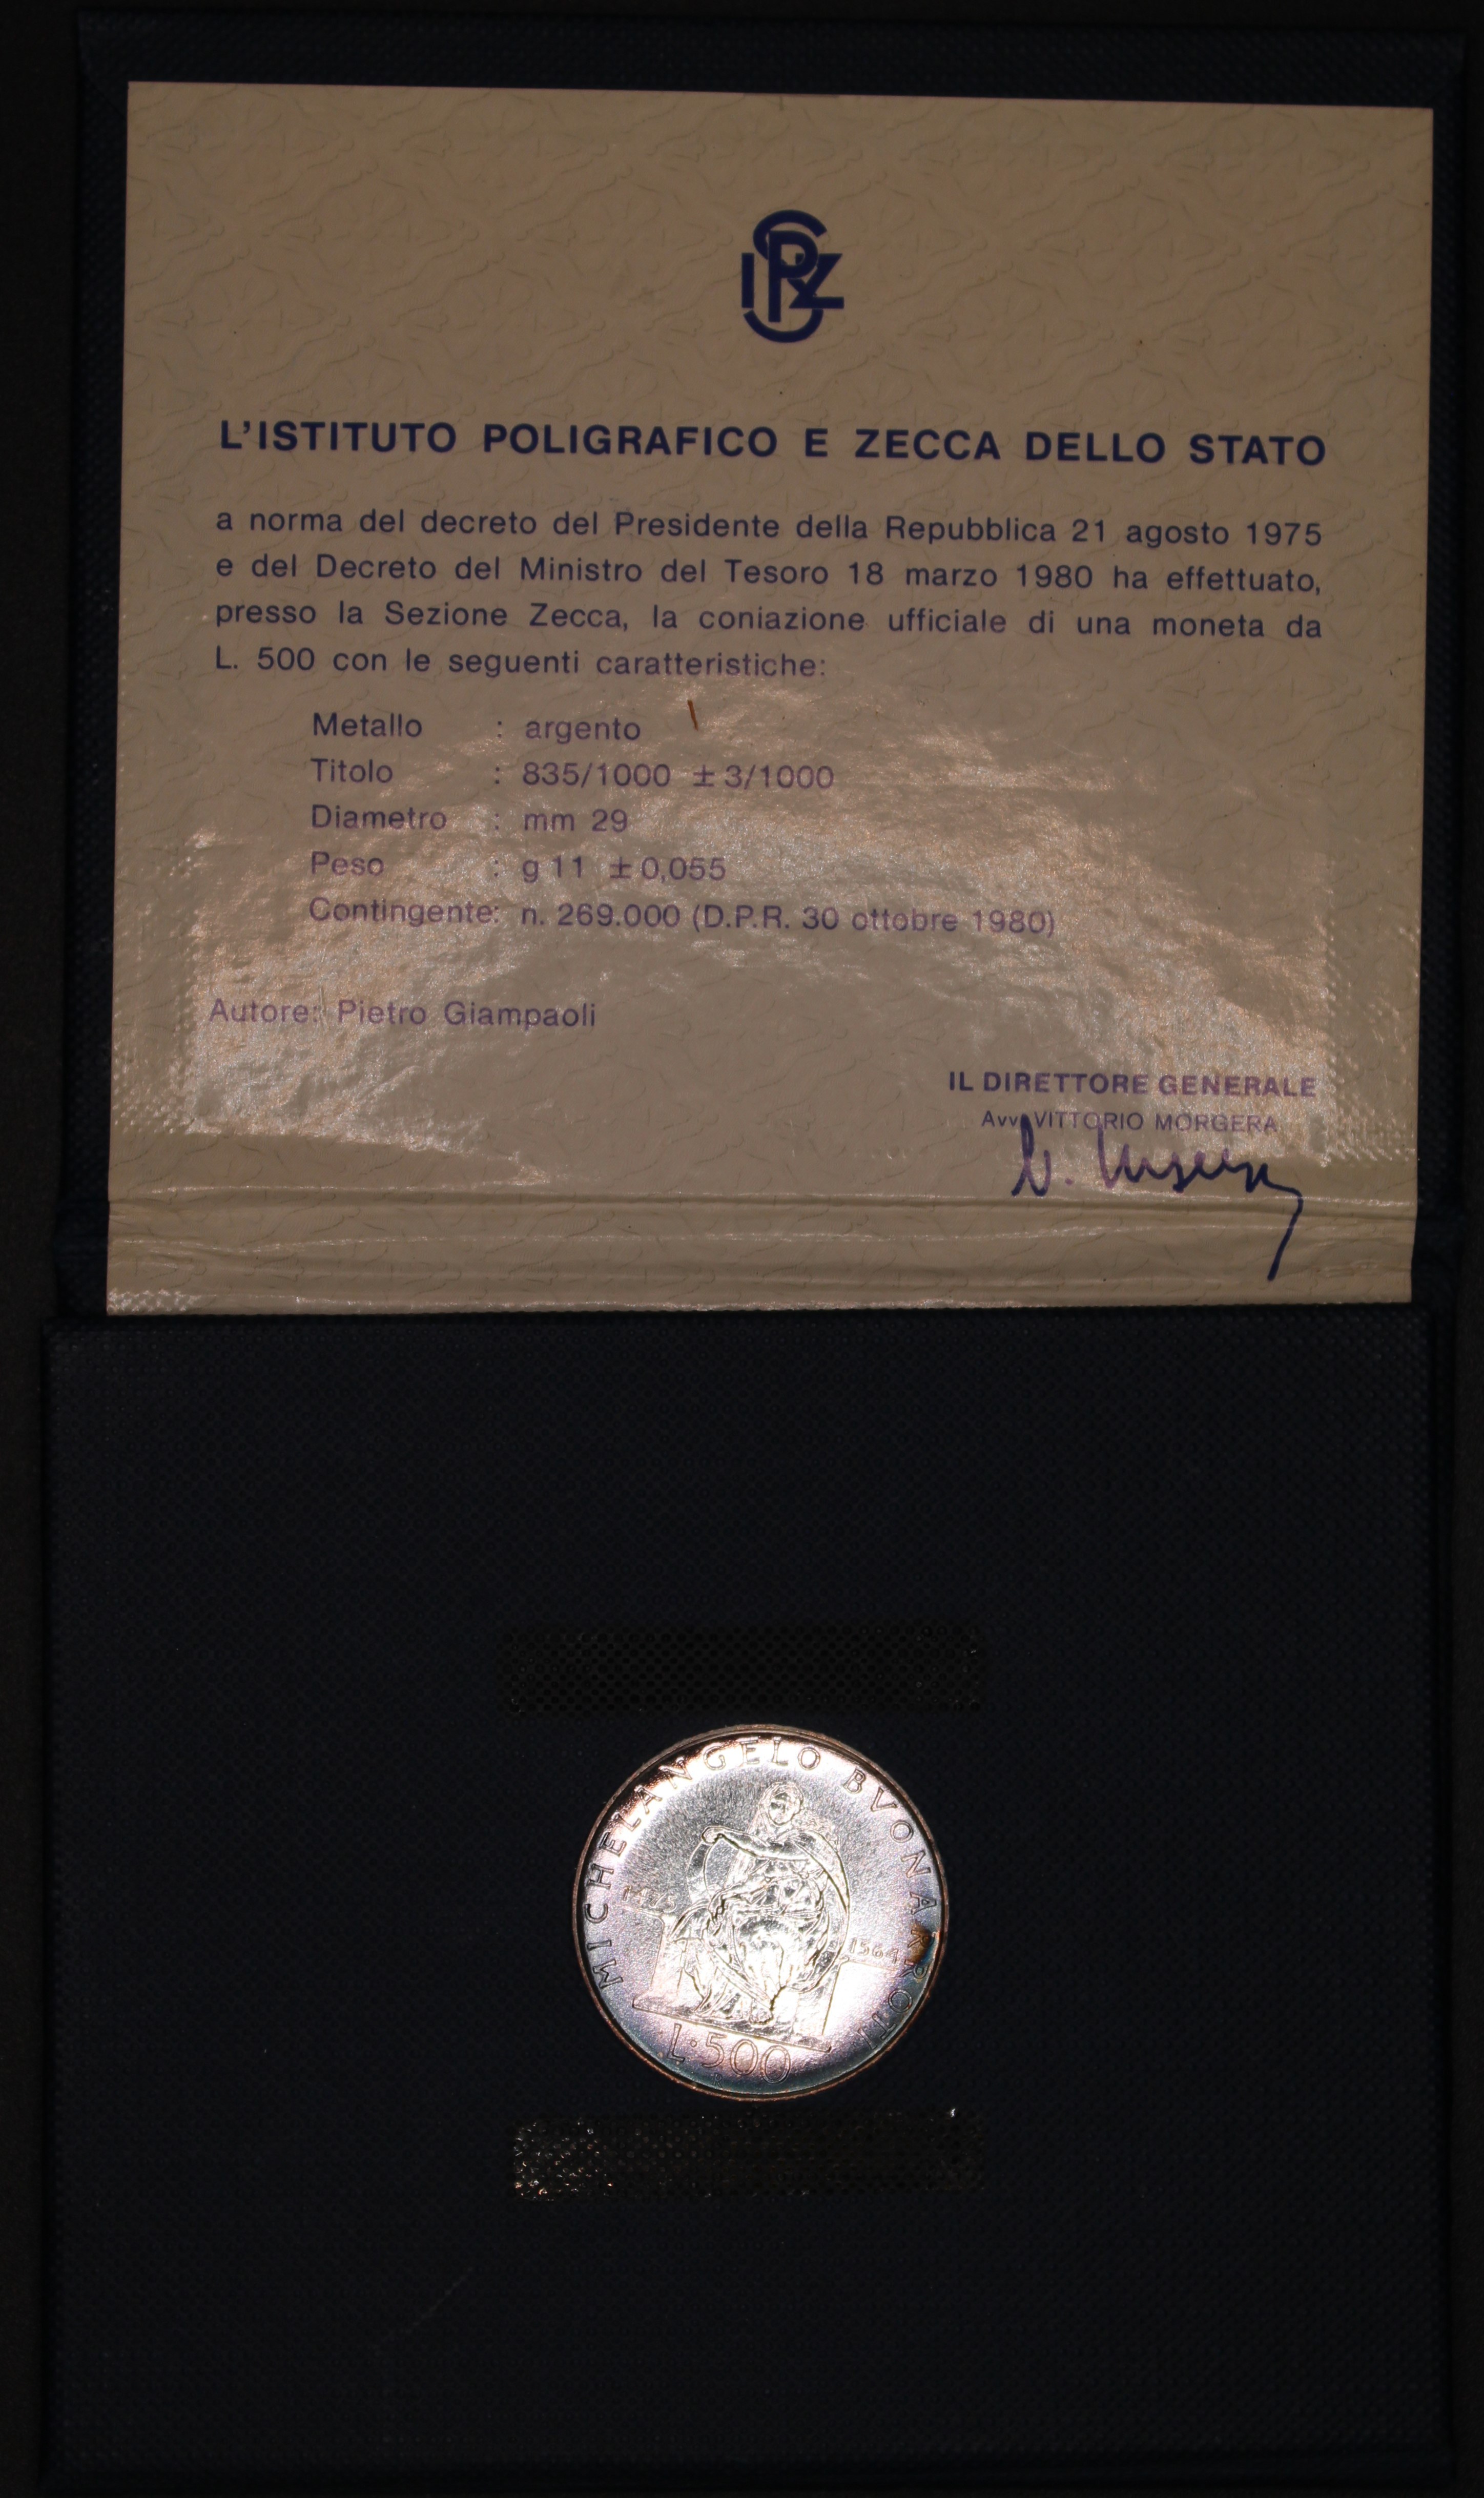 IPZS
L'ISTITUTO POLIGRAFICO E ZECCA DELLO STATO
a norma del decreto del Presidente della Repubblica 21 agosto 1975
e del Decreto del Ministro del Tesoro 18 marzo 1980 ha effettuato,
presso la Sezione Zecca, la coniazione ufficiale di una moneta da
L. 500 con le seguenti caratteristiche:
Metallo : argento
Titolo : 835/1000 ± 3/1000
Diametro : mm 29
Peso : g 11 ± 0,055
Contingente: n. 269.000 (D.P.R. 30 ottobre 1980)
Autore: Pietro Giampaoli
IL DIRETTORE GENERALE
Avv. VITTORIO MORGERA
MICHELANGELO BVONARROTI
1475
1564
L.500